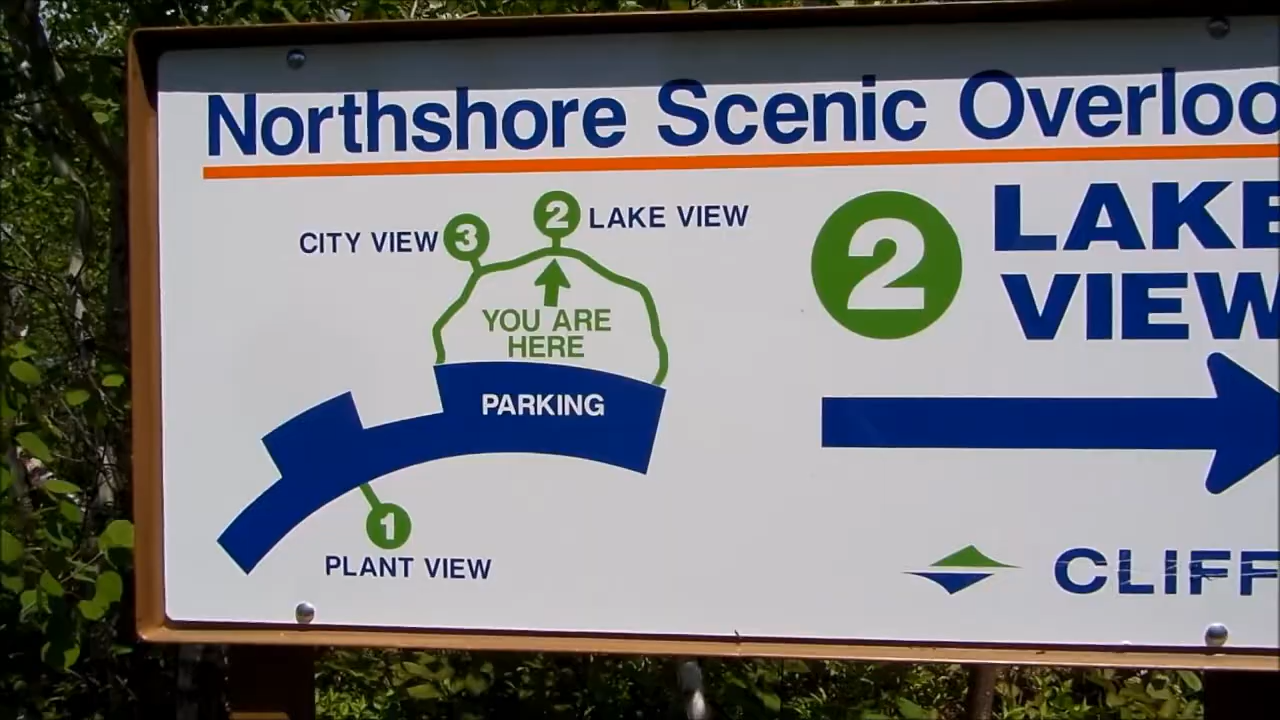 Northshore Scenic Overloo
CITY VIEW 3
2 LAKE VIEW
YOU ARE
HERE
PARKING
1
PLANT VIEW
2 LAKE
VIEW
CLIFF